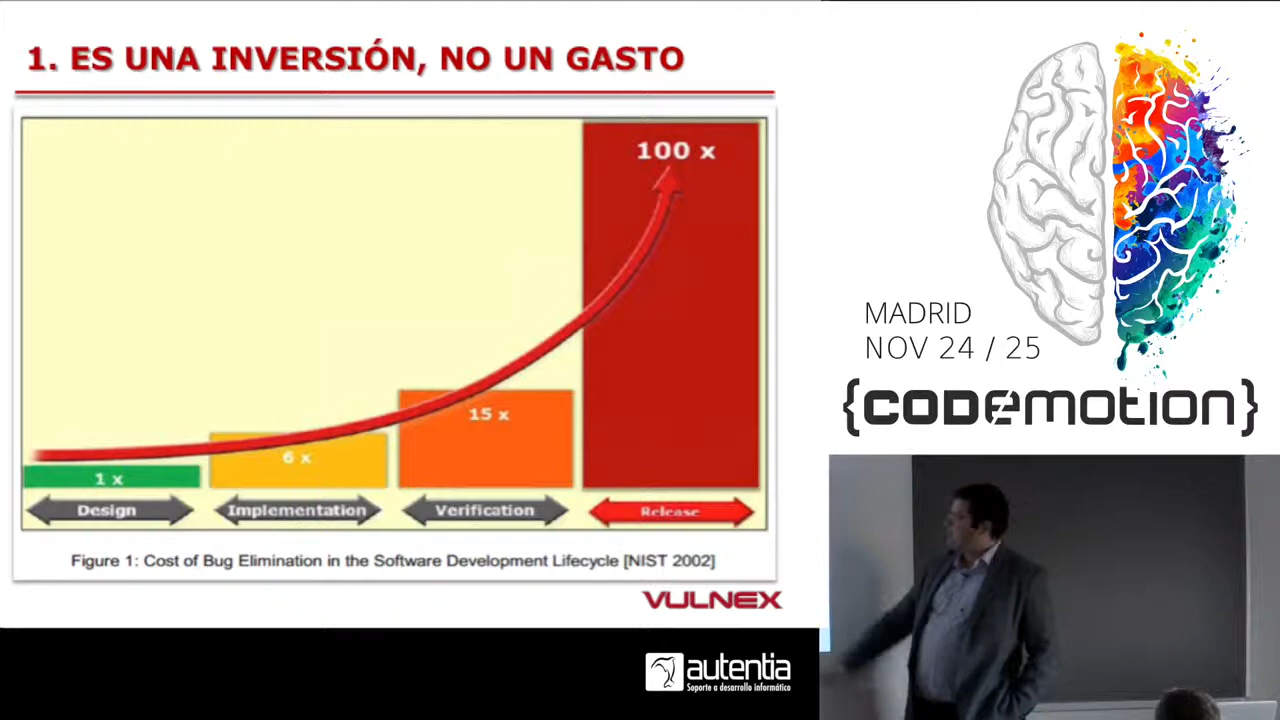 1. ES UNA INVERSIÓN, NO UN GASTO
100 x
15 x
6 x
1 x
Design
Implementation
Verification
Release
Figure 1: Cost of Bug Elimination in the Software Development Lifecycle [NIST 2002]
VULNEX
MADRID
NOV 24 / 25
{CODEMOTION}
autentia
Soporte a desarrollo informático